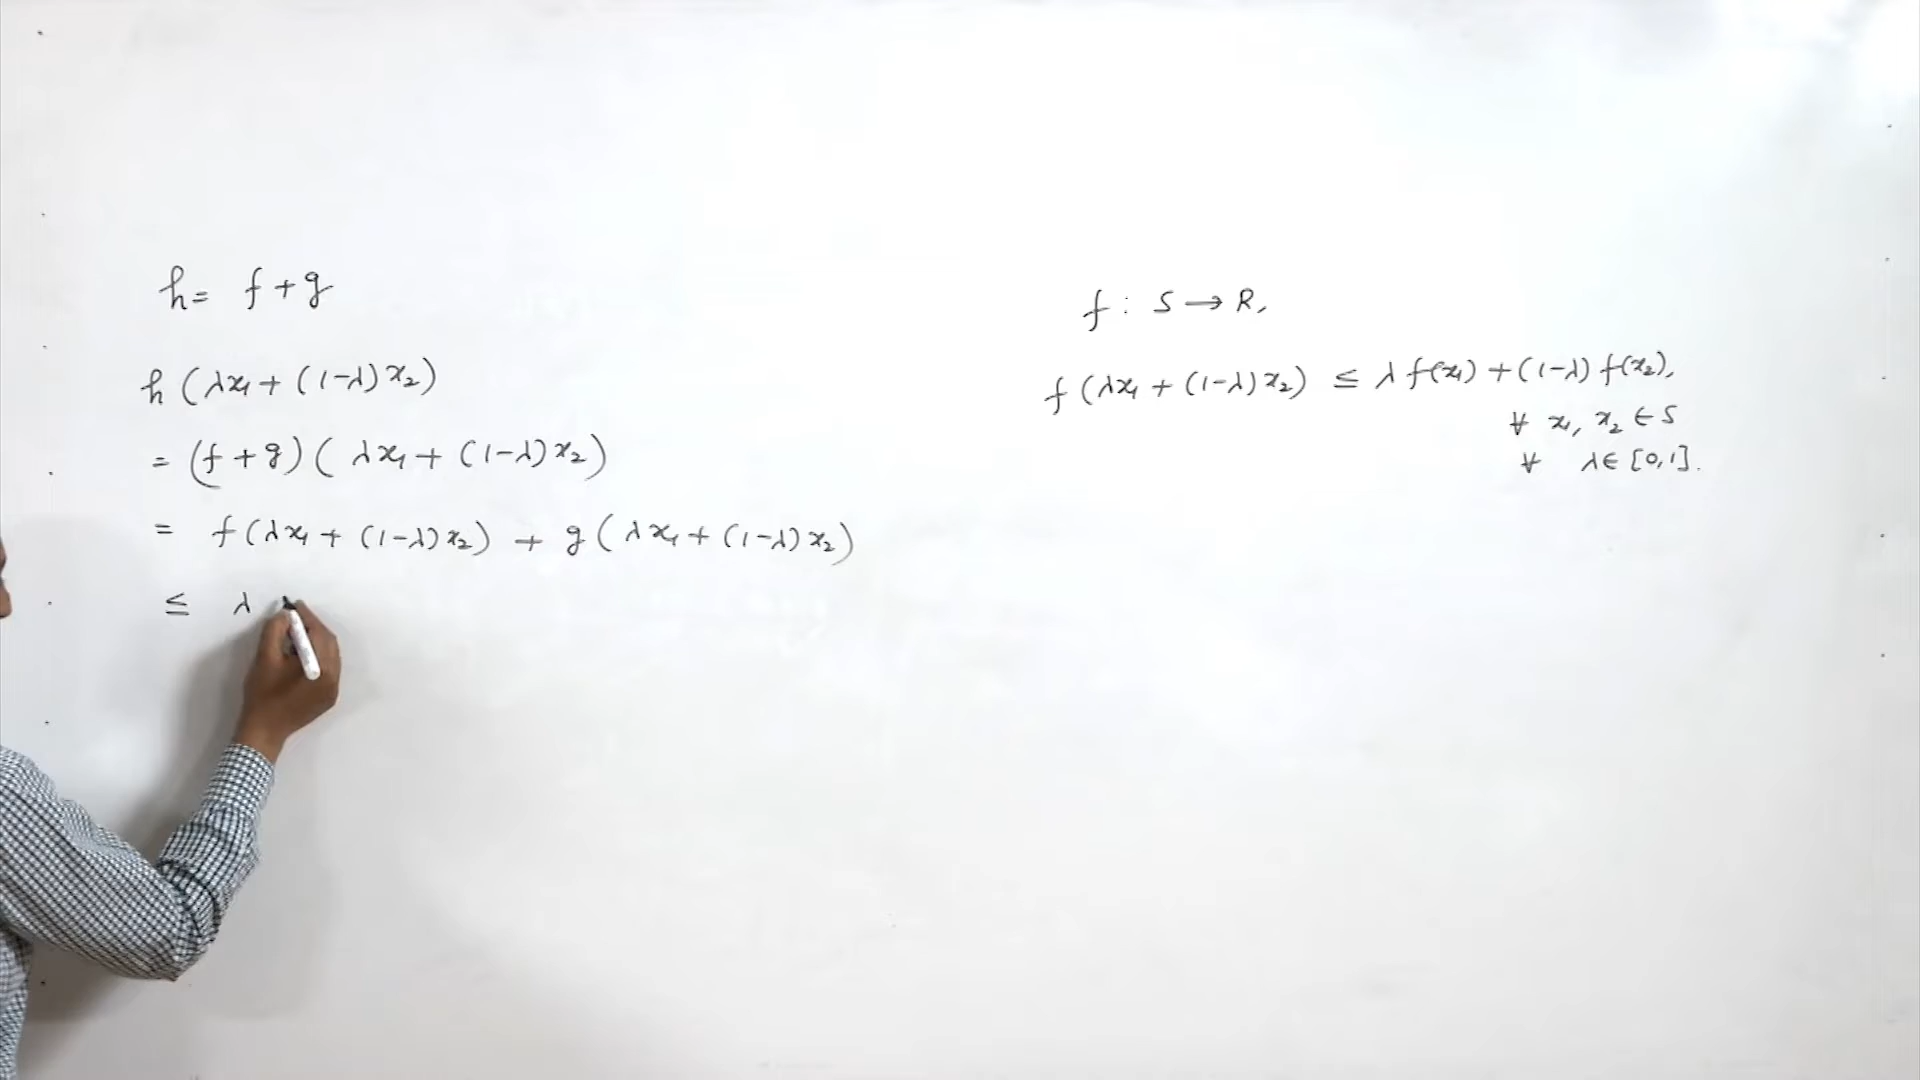 h = f + g
h (λx₁ + (1-λ) x₂)
= (f + g) ( λx₁ + (1-λ) x₂)
= f (λx₁ + (1-λ) x₂) + g ( λx₁ + (1-λ) x₂)
≤ λ
f : S → R,
f (λx₁ + (1-λ) x₂) ≤ λ f(x₁) + (1-λ) f(x₂),
∀ x₁, x₂ ∈ S
∀ λ ∈ [0,1].